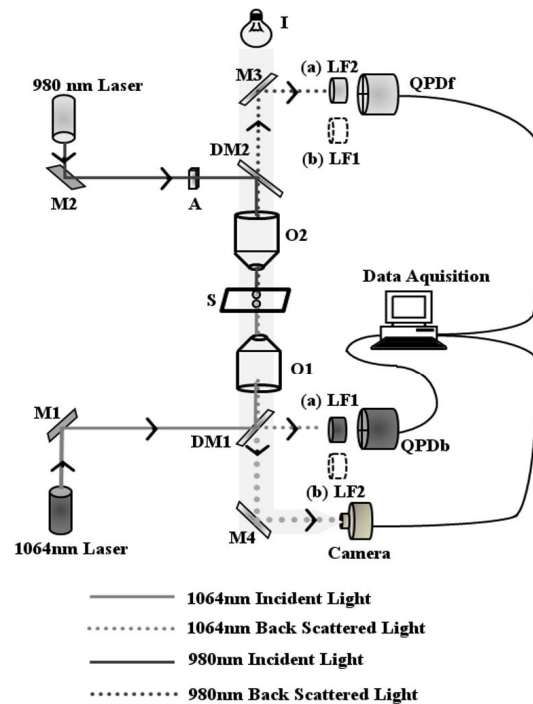 I
M3
(a) LF2
QPDf
980 nm Laser
(b) LF1
DM2
M2
A
O2
Data Aquisition
S
O1
M1
(a) LF1
DM1
QPDb
(b) LF2
M4
1064nm Laser
Camera
1064nm Incident Light
1064nm Back Scattered Light
980nm Incident Light
980nm Back Scattered Light